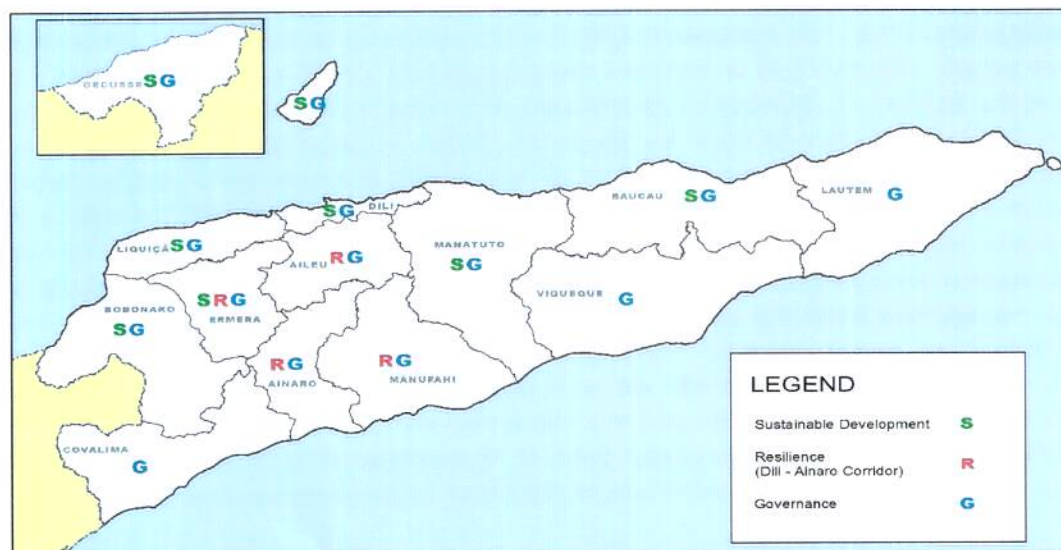 OECUSSE
SG
SG
SG
DILI
BAUCAU
SG
LAUTEM
G
LIQUIÇÁ
SG
AILEU
RG
MANATUTO
SG
BOBONARO
SG
SRG
ERMERA
VIQUEQUE
G
RG
AINARO
RG
MANUFAHI
COVALIMA
G
LEGEND
Sustainable Development S
Resilience
(Dili - Ainaro Corridor) R
Governance G